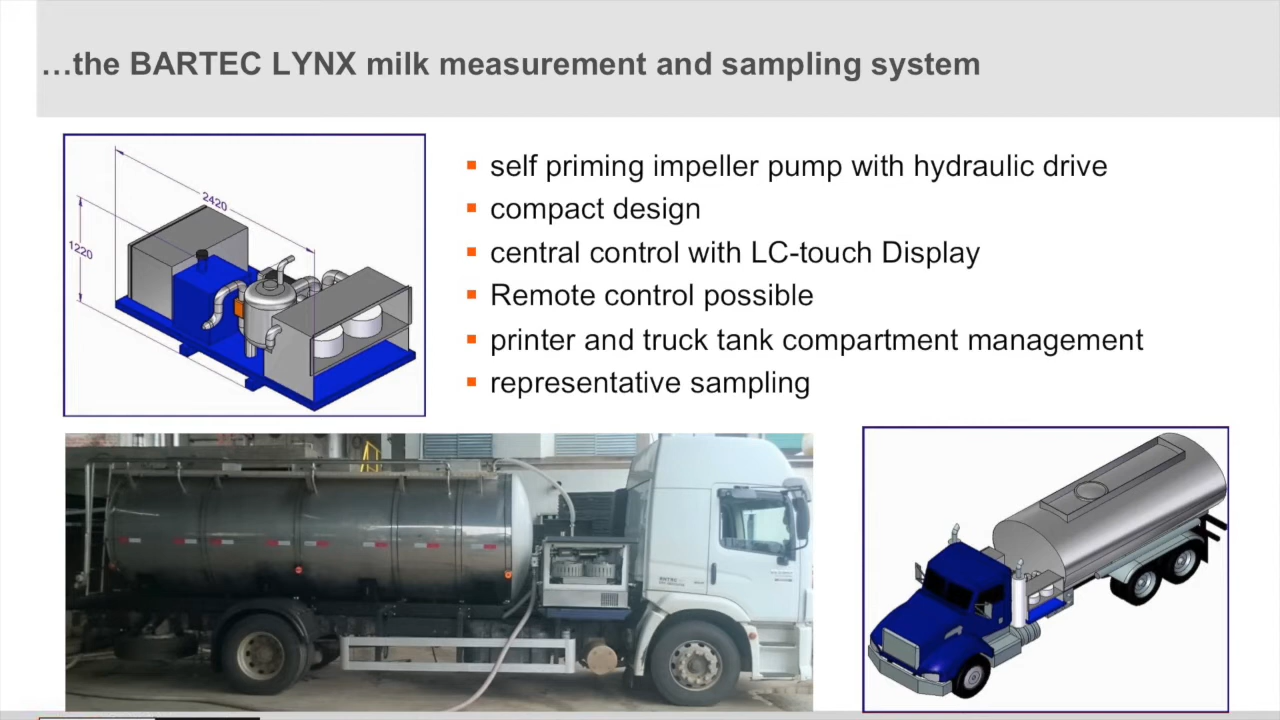 …the BARTEC LYNX milk measurement and sampling system
2420
1220
self priming impeller pump with hydraulic drive
compact design
central control with LC-touch Display
Remote control possible
printer and truck tank compartment management
representative sampling